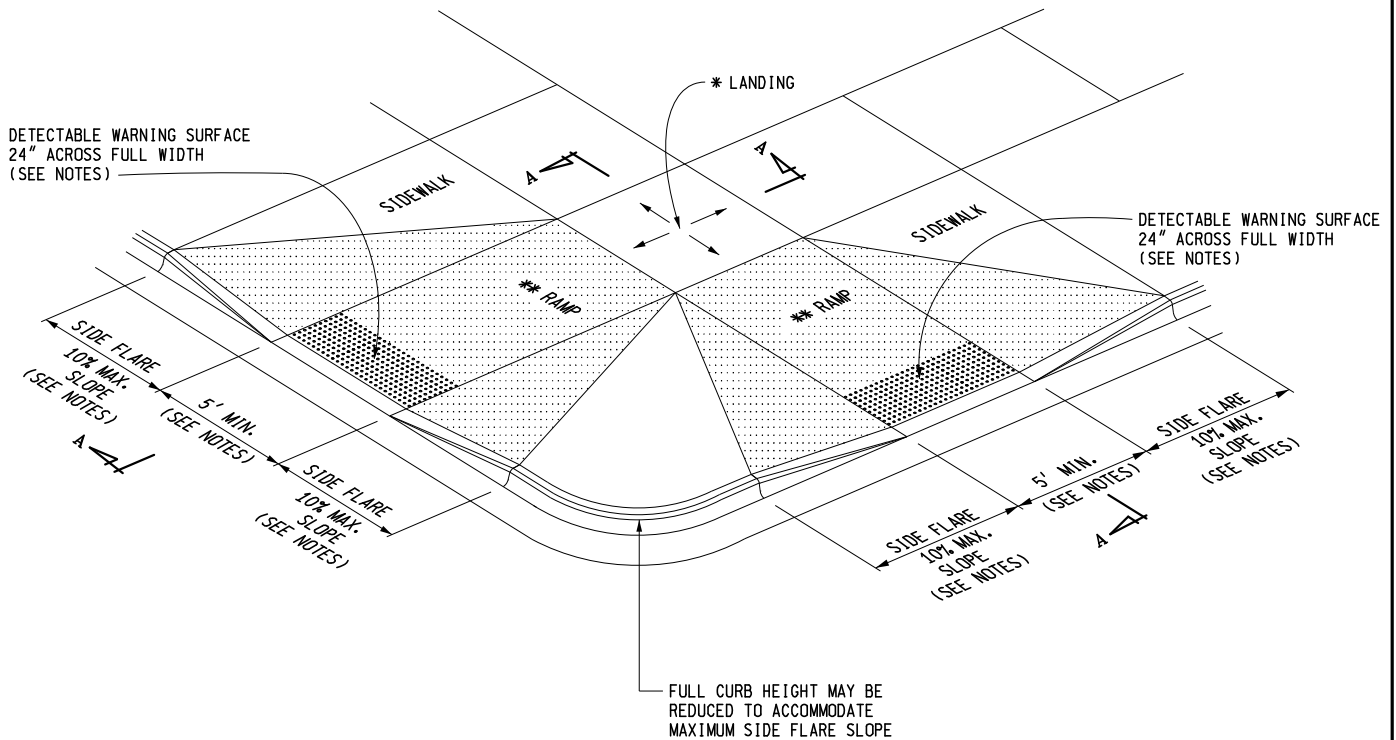 * LANDING
DETECTABLE WARNING SURFACE
24" ACROSS FULL WIDTH
(SEE NOTES)
A
A
SIDEWALK
SIDEWALK
DETECTABLE WARNING SURFACE
24" ACROSS FULL WIDTH
(SEE NOTES)
** RAMP
** RAMP
SIDE FLARE
10% MAX.
SLOPE
(SEE NOTES)
5' MIN.
(SEE NOTES)
SIDE FLARE
10% MAX.
SLOPE
(SEE NOTES)
A
SIDE FLARE
10% MAX.
SLOPE
(SEE NOTES)
5' MIN.
(SEE NOTES)
SIDE FLARE
10% MAX.
SLOPE
(SEE NOTES)
A
FULL CURB HEIGHT MAY BE
REDUCED TO ACCOMMODATE
MAXIMUM SIDE FLARE SLOPE